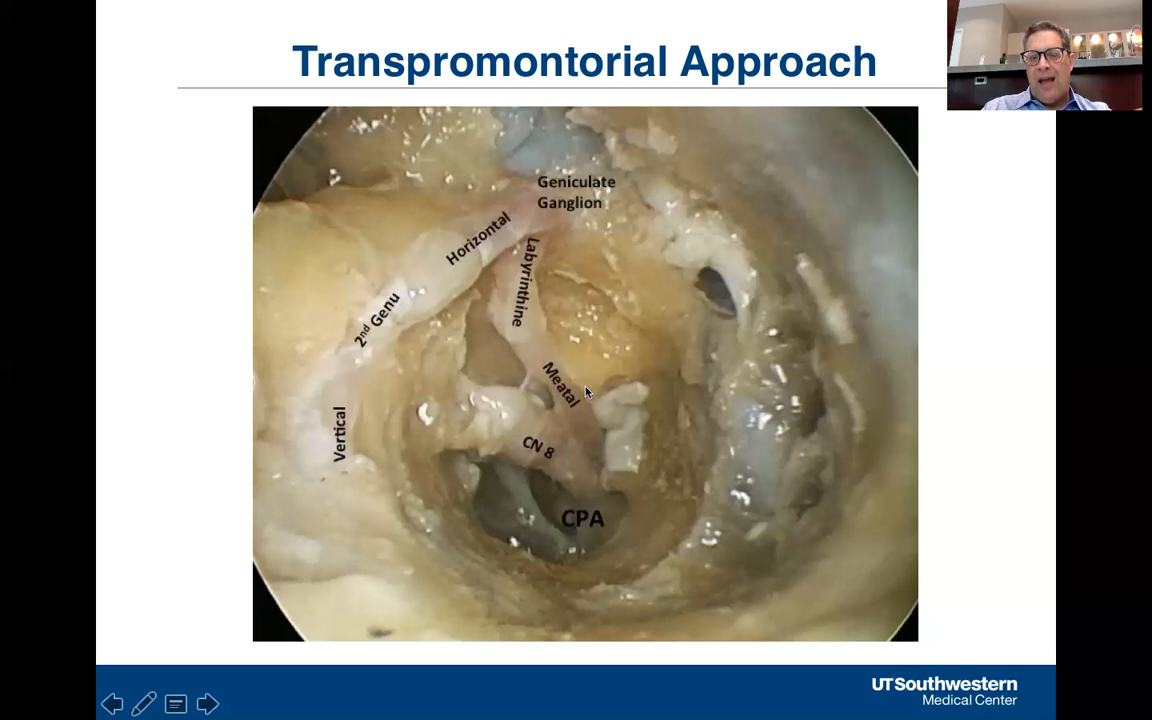 Transpromontorial Approach
Geniculate
Ganglion
Horizontal
Labyrinthine
2nd Genu
Meatal
Vertical
CN 8
CPA
UTSouthwestern
Medical Center